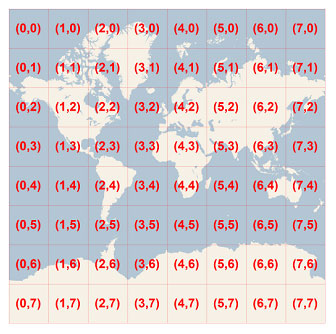 (0,0) (1,0) (2,0) (3,0) (4,0) (5,0) (6,0) (7,0)
(0,1) (1,1) (2,1) (3,1) (4,1) (5,1) (6,1) (7,1)
(0,2) (1,2) (2,2) (3,2) (4,2) (5,2) (6,2) (7,2)
(0,3) (1,3) (2,3) (3,3) (4,3) (5,3) (6,3) (7,3)
(0,4) (1,4) (2,4) (3,4) (4,4) (5,4) (6,4) (7,4)
(0,5) (1,5) (2,5) (3,5) (4,5) (5,5) (6,5) (7,5)
(0,6) (1,6) (2,6) (3,6) (4,6) (5,6) (6,6) (7,6)
(0,7) (1,7) (2,7) (3,7) (4,7) (5,7) (6,7) (7,7)